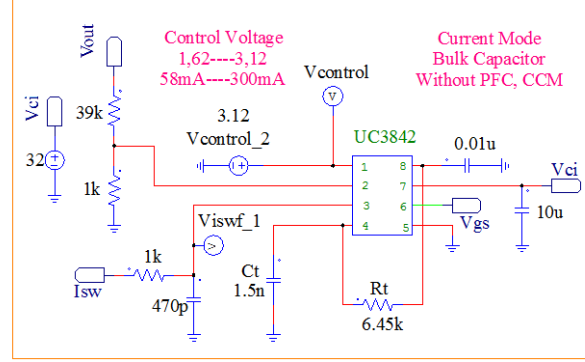 Vout
Control Voltage
1,62----3,12
58mA----300mA
Current Mode
Bulk Capacitor
Without PFC, CCM
Vcontrol
V
Vci
39k
3.12
Vcontrol_2
UC3842
0.01u
32
1k
1
2
3
4
8
7
6
5
Vci
Vgs
10u
Viswf_1
>
1k
Isw
470p
Ct
1.5n
Rt
6.45k